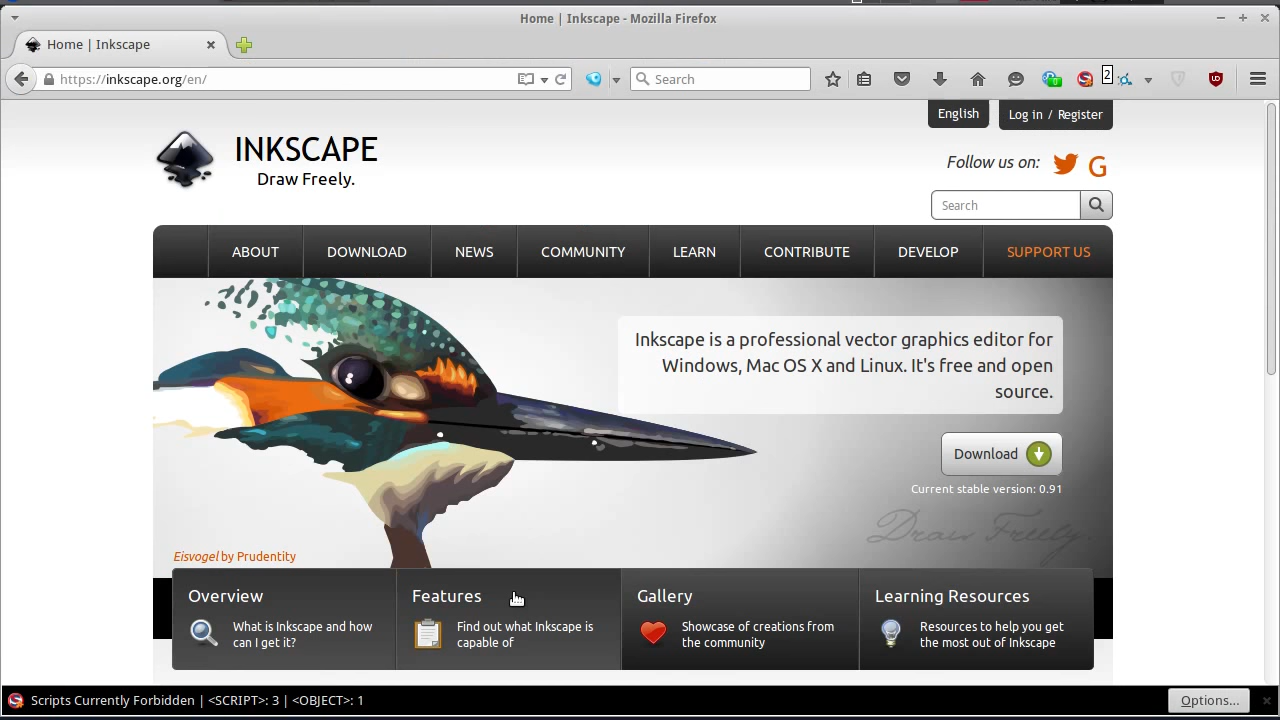 Home | Inkscape - Mozilla Firefox
Home | Inkscape
https://inkscape.org/en/
Search
0
2
English
Log in / Register
INKSCAPE
Draw Freely.
Follow us on:
G
Search
ABOUT
DOWNLOAD
NEWS
COMMUNITY
LEARN
CONTRIBUTE
DEVELOP
SUPPORT US
Inkscape is a professional vector graphics editor for
Windows, Mac OS X and Linux. It's free and open
source.
Download
Current stable version: 0.91
Draw Freely.
Eisvogel by Prudentity
Overview
What is Inkscape and how
can I get it?
Features
Find out what Inkscape is
capable of
Gallery
Showcase of creations from
the community
Learning Resources
Resources to help you get
the most out of Inkscape
Scripts Currently Forbidden | <SCRIPT>: 3 | <OBJECT>: 1
Options...